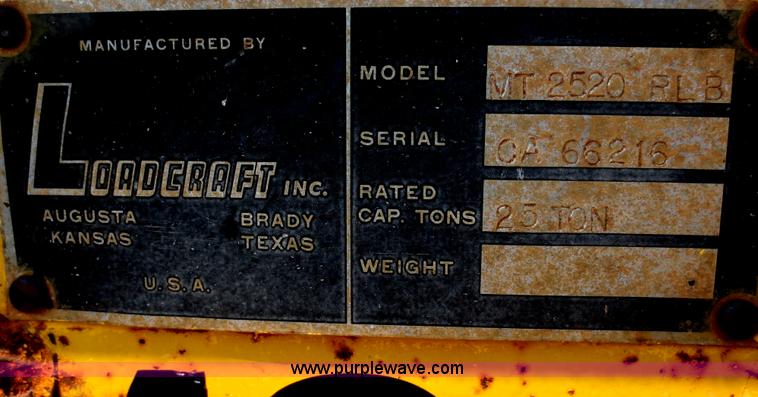 MANUFACTURED BY
LOADCRAFT INC.
AUGUSTA KANSAS
BRADY TEXAS
U.S.A.
MODEL MT 2520 RLB
SERIAL CA 66216
RATED CAP. TONS 25 TON
WEIGHT
www.purplewave.com